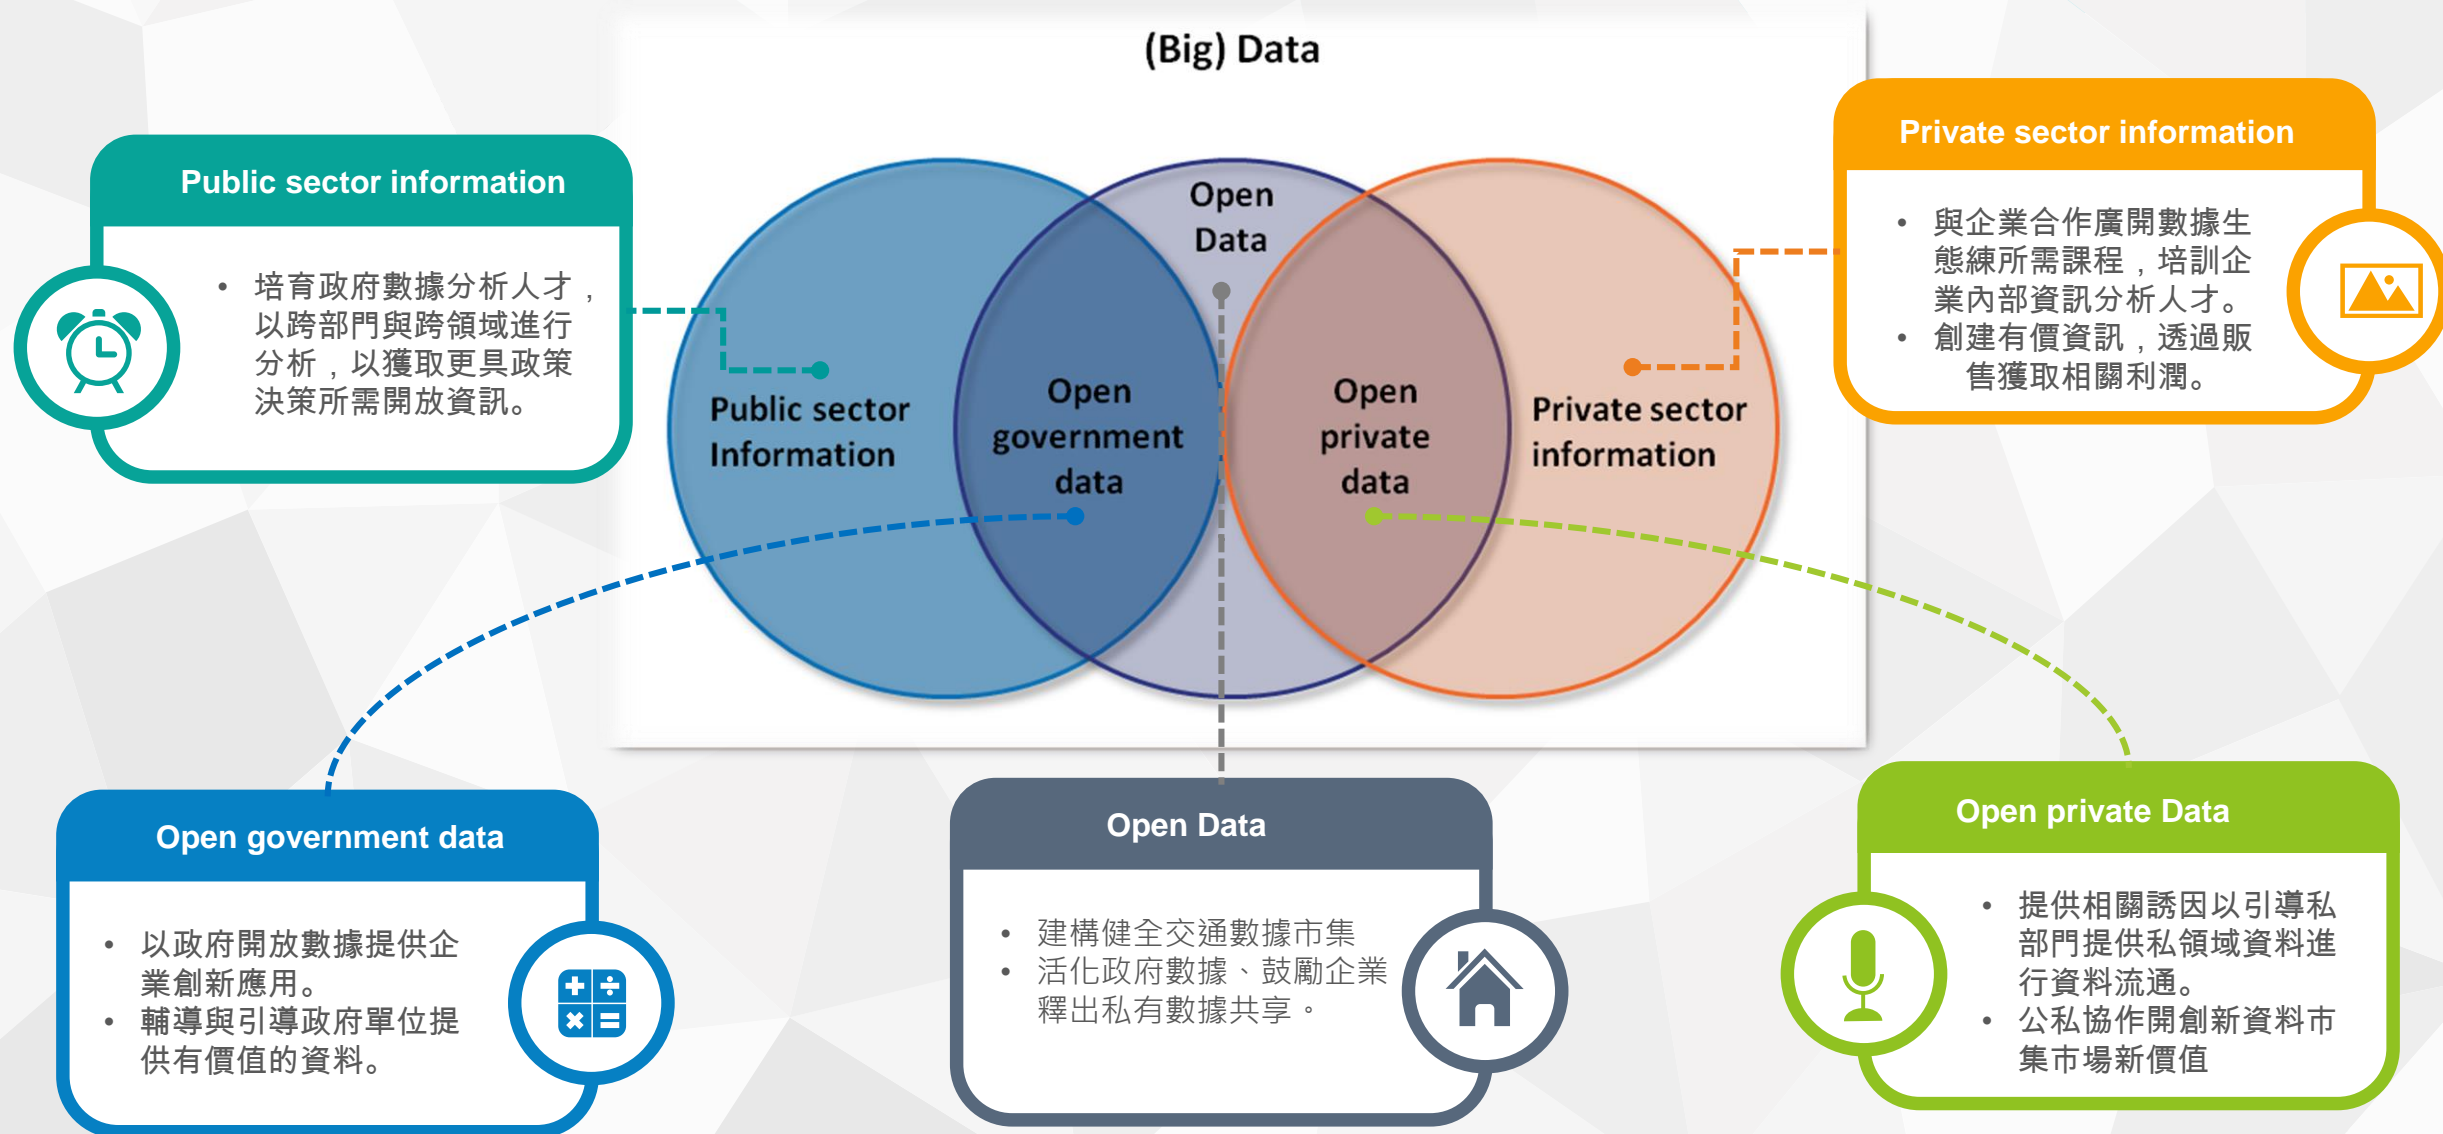 (Big) Data
Public sector information
培育政府數據分析人才，
以跨部門與跨領域進行
分析，以獲取更具政策
決策所需開放資訊。
Open
Data
Public sector
Information
Open
government
data
Open
private
data
Private sector
information
Private sector information
與企業合作廣開數據生
態練所需課程，培訓企
業內部資訊分析人才。
創建有價資訊，透過販
售獲取相關利潤。
Open government data
以政府開放數據提供企
業創新應用。
輔導與引導政府單位提
供有價值的資料。
Open Data
建構健全交通數據市集
活化政府數據、鼓勵企業
釋出私有數據共享。
Open private Data
提供相關誘因以引導私
部門提供私領域資料進
行資料流通。
公私協作開創新資料市
集市場新價值